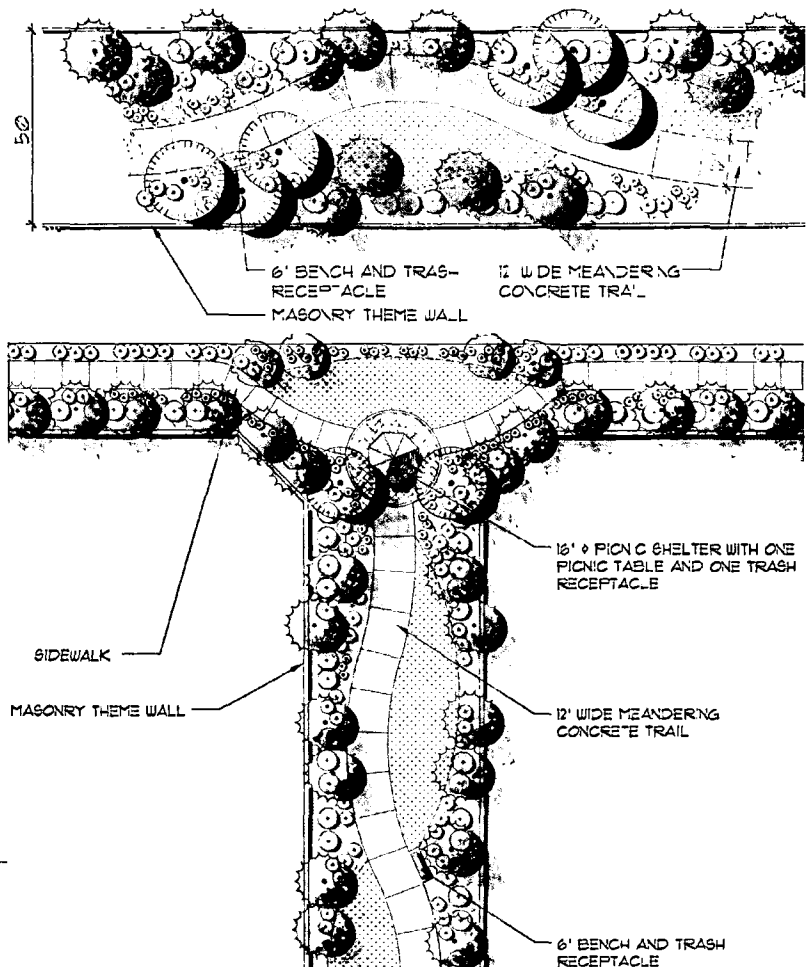 50
6' BENCH AND TRASH
RECEPTACLE
MASONRY THEME WALL
12' WIDE MEANDERING
CONCRETE TRAIL
16' ⌀ PICNIC SHELTER WITH ONE
PICNIC TABLE AND ONE TRASH
RECEPTACLE
SIDEWALK
MASONRY THEME WALL
12' WIDE MEANDERING
CONCRETE TRAIL
6' BENCH AND TRASH
RECEPTACLE